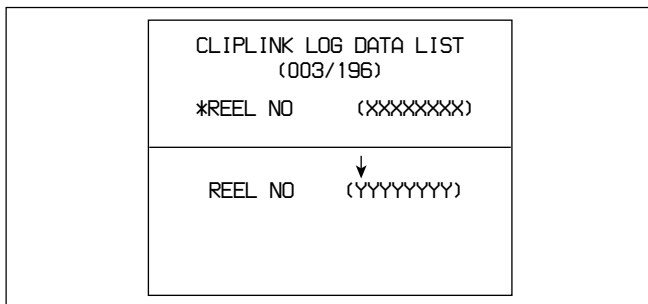 CLIPLINK LOG DATA LIST
(003/196)
*REEL NO (XXXXXXXX)
REEL NO (YYYYYYYY)